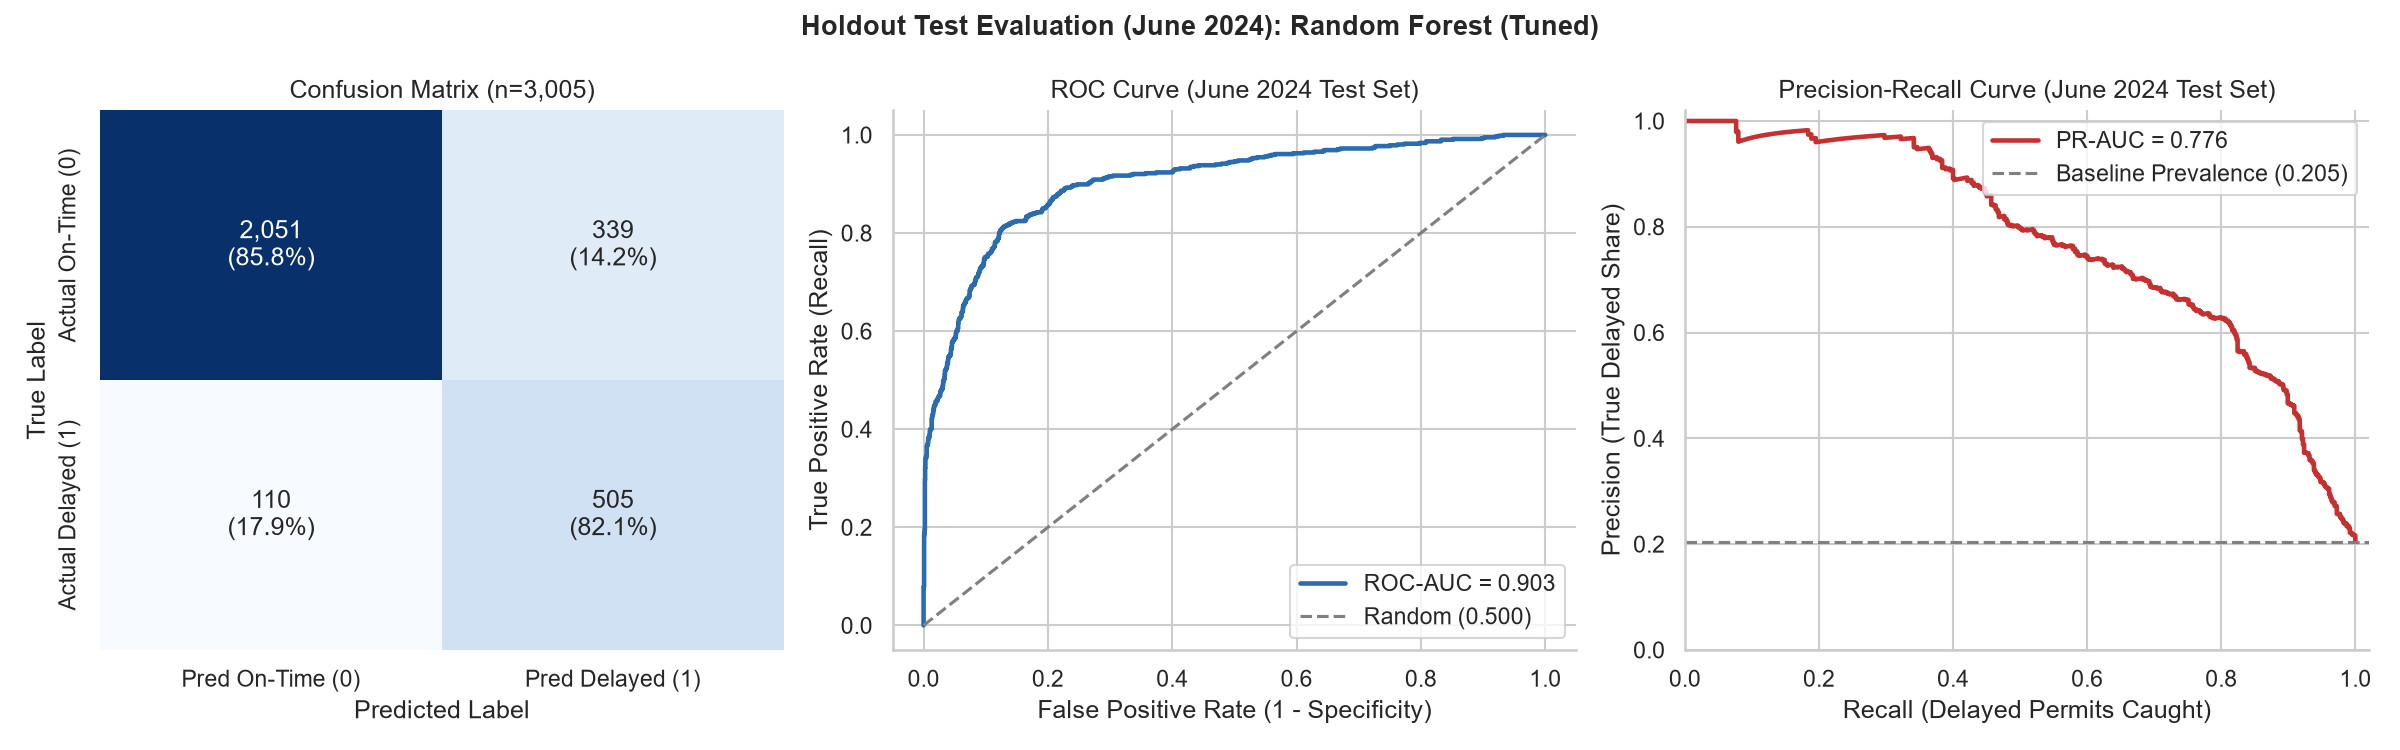 Holdout Test Evaluation (June 2024): Random Forest (Tuned)
Confusion Matrix (n=3,005)
True Label
Actual On-Time (0)
Actual Delayed (1)
2,051
(85.8%)
339
(14.2%)
110
(17.9%)
505
(82.1%)
Pred On-Time (0)
Pred Delayed (1)
Predicted Label
ROC Curve (June 2024 Test Set)
True Positive Rate (Recall)
1.0
0.8
0.6
0.4
0.2
0.0
ROC-AUC = 0.903
Random (0.500)
0.0
0.2
0.4
0.6
0.8
1.0
False Positive Rate (1 - Specificity)
Precision-Recall Curve (June 2024 Test Set)
Precision (True Delayed Share)
1.0
0.8
0.6
0.4
0.2
0.0
PR-AUC = 0.776
Baseline Prevalence (0.205)
0.0
0.2
0.4
0.6
0.8
1.0
Recall (Delayed Permits Caught)